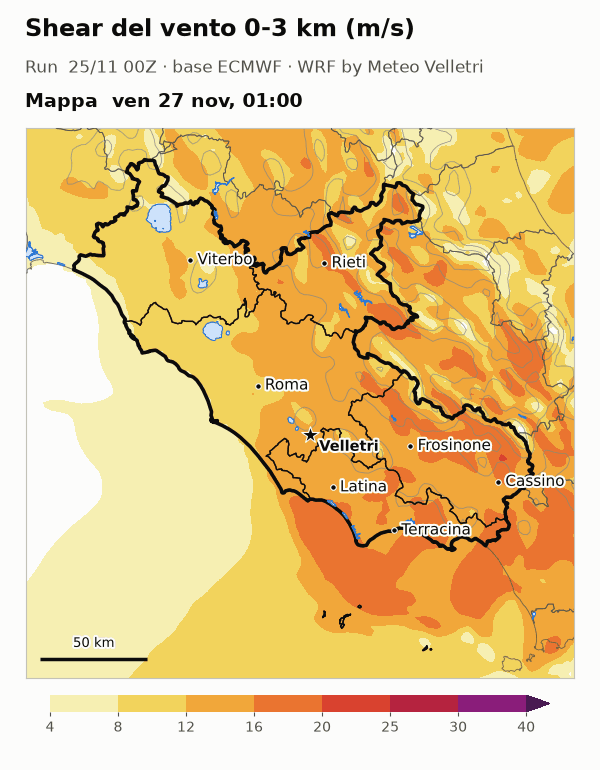 Shear del vento 0-3 km (m/s)
Run  25/11 00Z · base ECMWF · WRF by Meteo Velletri
Mappa  ven 27 nov, 01:00
Viterbo
Rieti
Roma
Velletri
Frosinone
Cassino
Latina
Terracina
50 km
4 8 12 16 20 25 30 40